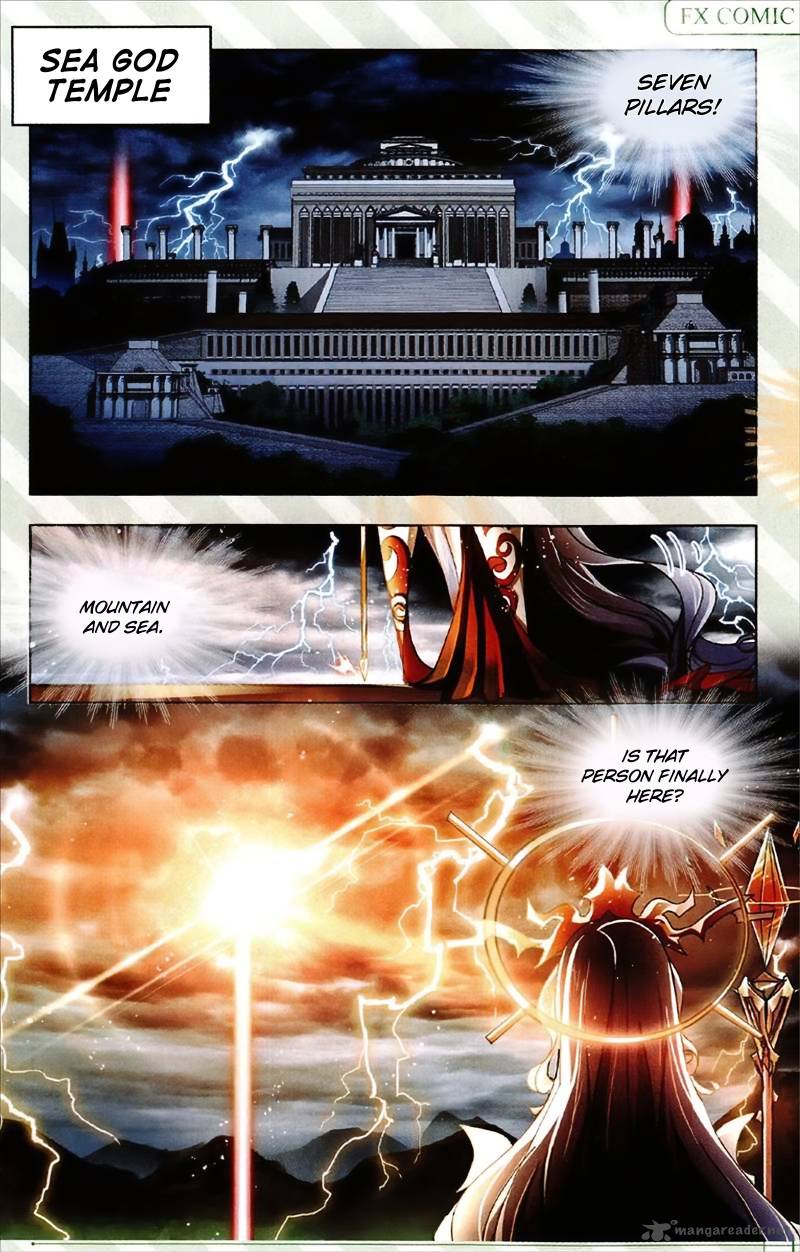 FX COMIC
SEA GOD
TEMPLE
SEVEN
PILLARS!
MOUNTAIN
AND SEA.
IS THAT
PERSON FINALLY
HERE?
mangareader.net